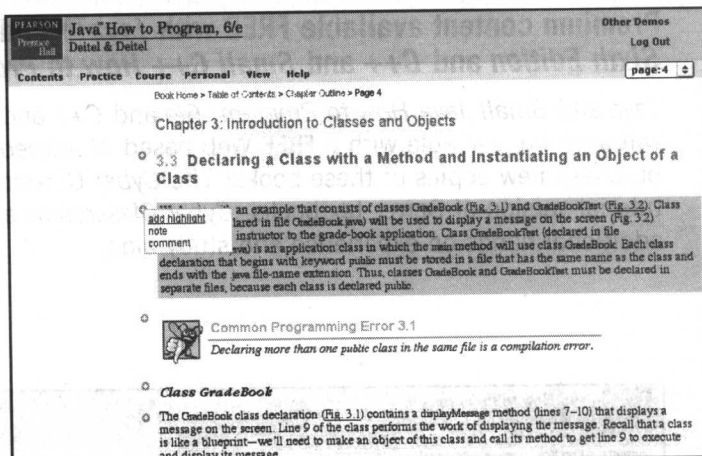 PEARSON
Prentice
Hall
Java™ How to Program, 6/e
Deitel & Deitel
Other Demos
Log Out
Contents Practice Course Personal View Help
page: 4
Book Home > Table of Contents > Chapter Outline > Page 4
Chapter 3: Introduction to Classes and Objects
3.3 Declaring a Class with a Method and Instantiating an Object of a
Class
an example that consists of classes GradeBook (Fig. 3.1) and GradeBookTest (Fig. 3.2). Class
add highlight
note
comment
lared in file GradeBook.java) will be used to display a message on the screen (Fig. 3.2)
instructor to the grade-book application. Class GradeBookTest (declared in file
ava) is an application class in which the main method will use class GradeBook. Each class
declaration that begins with keyword public must be stored in a file that has the same name as the class and
ends with the .java file-name extension. Thus, classes GradeBook and GradeBookTest must be declared in
separate files, because each class is declared public.
Common Programming Error 3.1
Declaring more than one public class in the same file is a compilation error.
Class GradeBook
The GradeBook class declaration (Fig. 3.1) contains a displayMessage method (lines 7–10) that displays a
message on the screen. Line 9 of the class performs the work of displaying the message. Recall that a class
is like a blueprint—we'll need to make an object of this class and call its method to get line 9 to execute
and display its message.